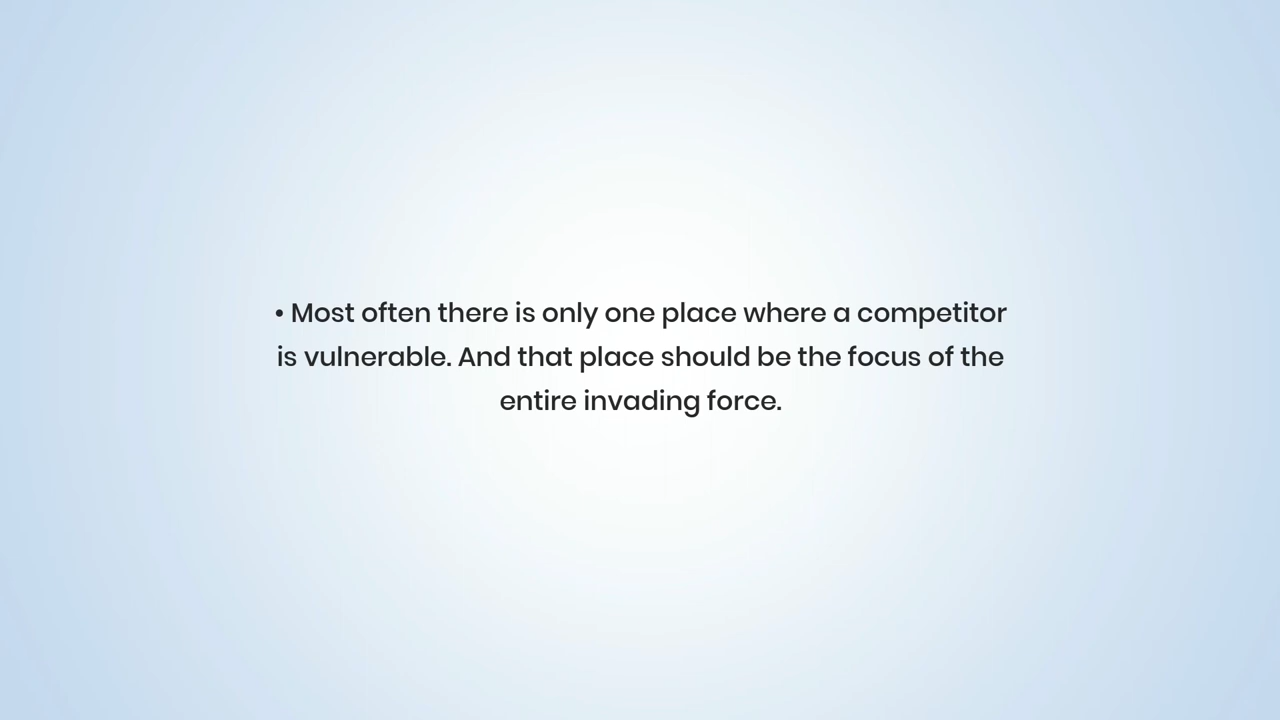 • Most often there is only one place where a competitor
is vulnerable. And that place should be the focus of the
entire invading force.